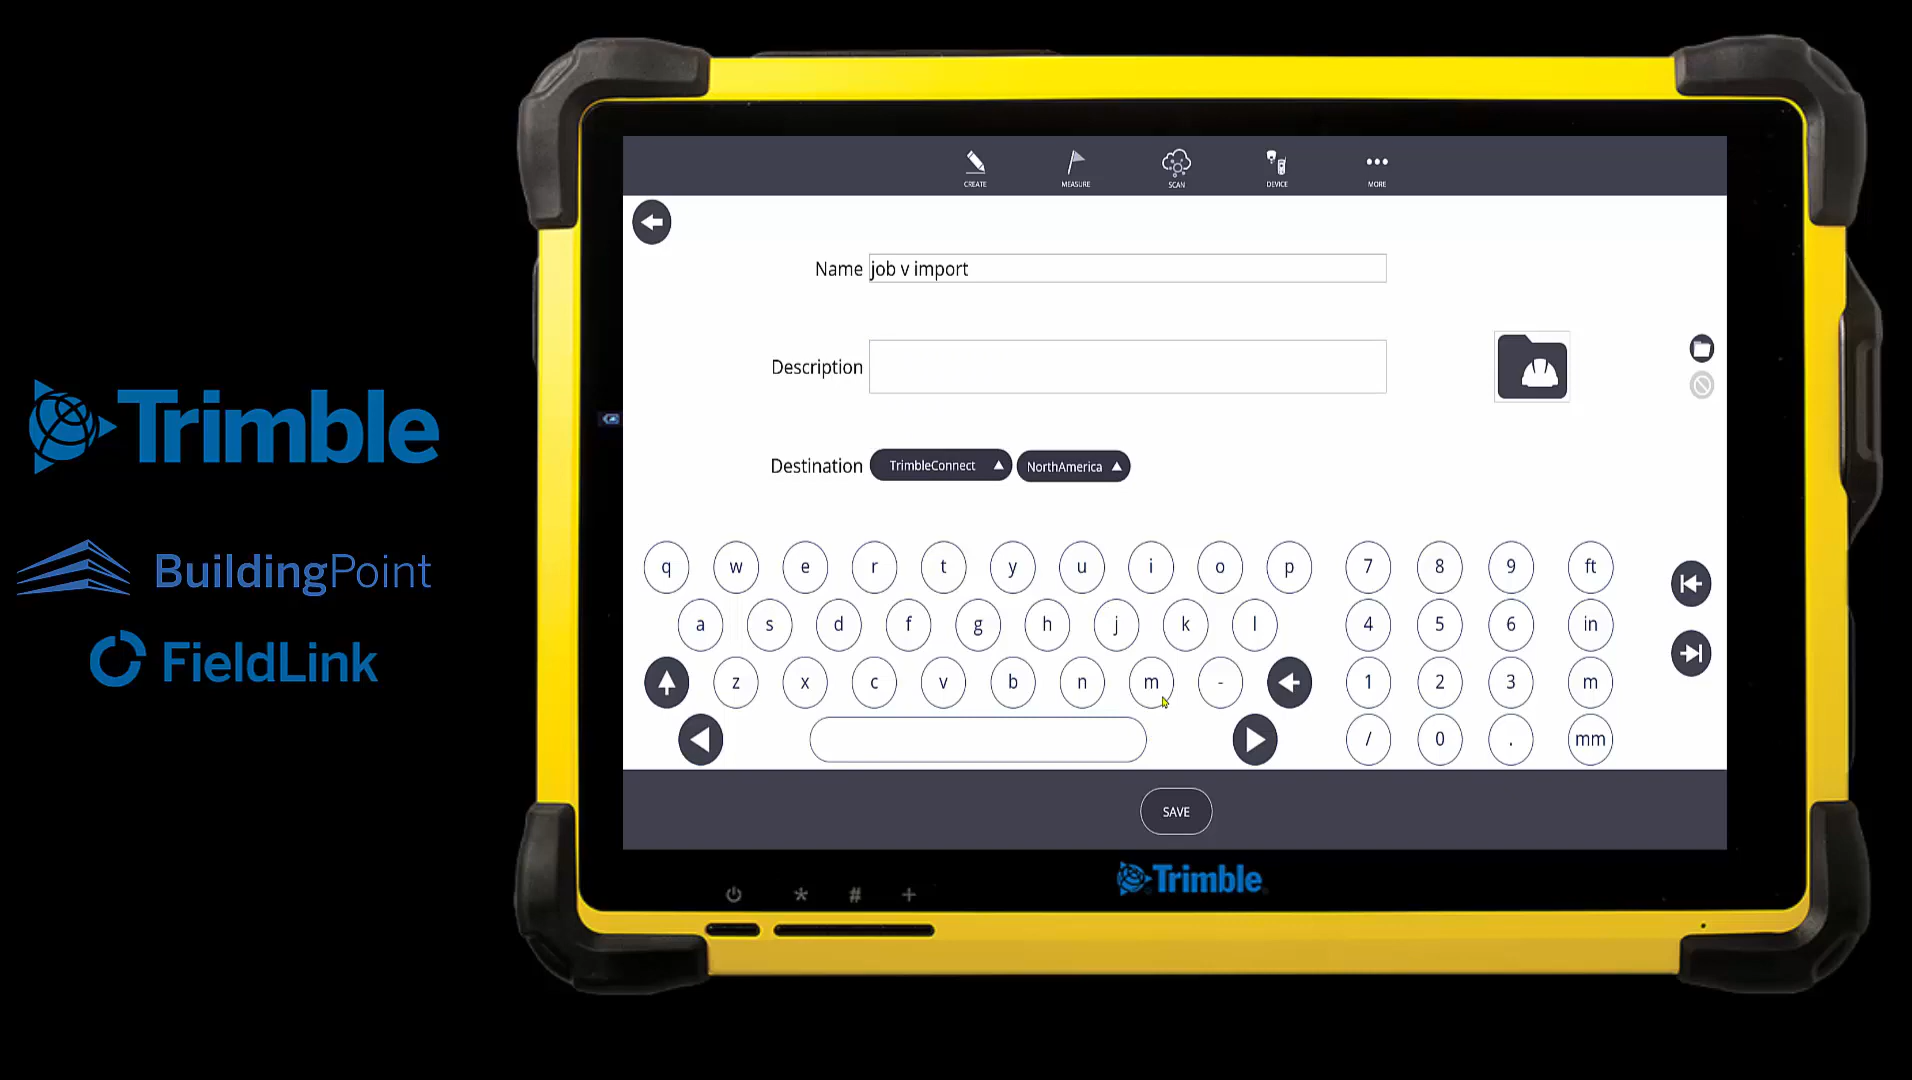 CREATE
MEASURE
SCAN
DEVICE
MORE
Name job v import
Description
Destination TrimbleConnect NorthAmerica
q w e r t y u i o p 7 8 9 ft
a s d f g h j k l 4 5 6 in
z x c v b n m - 1 2 3 m
/ 0 . mm
SAVE
Trimble
* # +
Trimble
BuildingPoint
FieldLink